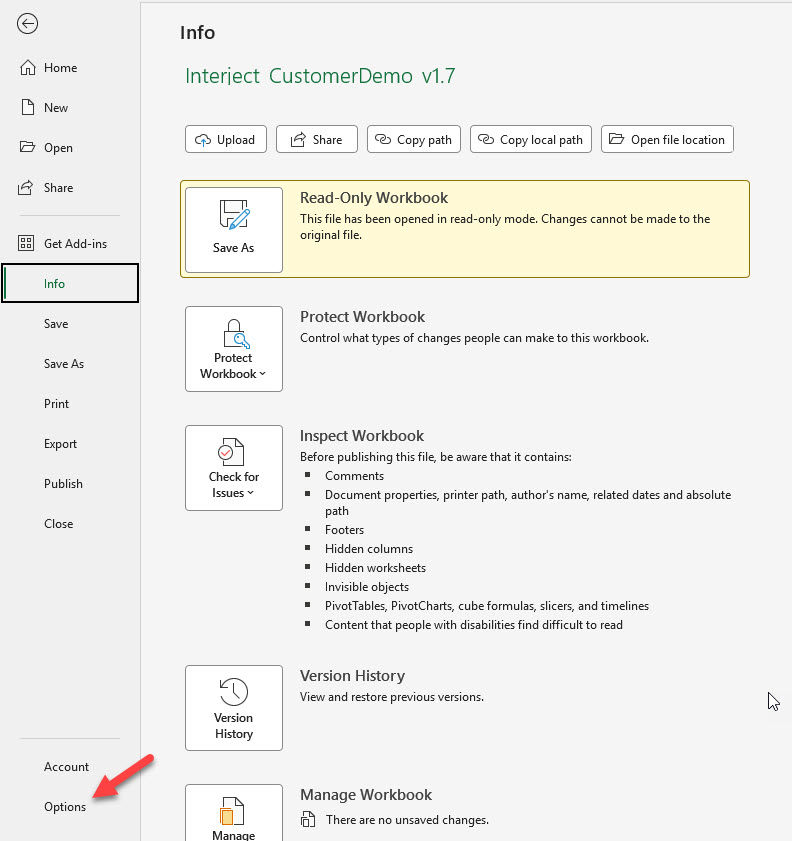 Info
Interject CustomerDemo v1.7
Home
New
Open
Share
Get Add-ins
Info
Save
Save As
Print
Export
Publish
Close
Account
Options
Upload
Share
Copy path
Copy local path
Open file location
Save As
Read-Only Workbook
This file has been opened in read-only mode. Changes cannot be made to the
original file.
Protect
Workbook
Protect Workbook
Control what types of changes people can make to this workbook.
Check for
Issues
Inspect Workbook
Before publishing this file, be aware that it contains:
Comments
Document properties, printer path, author's name, related dates and absolute
path
Footers
Hidden columns
Hidden worksheets
Invisible objects
PivotTables, PivotCharts, cube formulas, slicers, and timelines
Content that people with disabilities find difficult to read
Version
History
Version History
View and restore previous versions.
Manage
Manage Workbook
There are no unsaved changes.